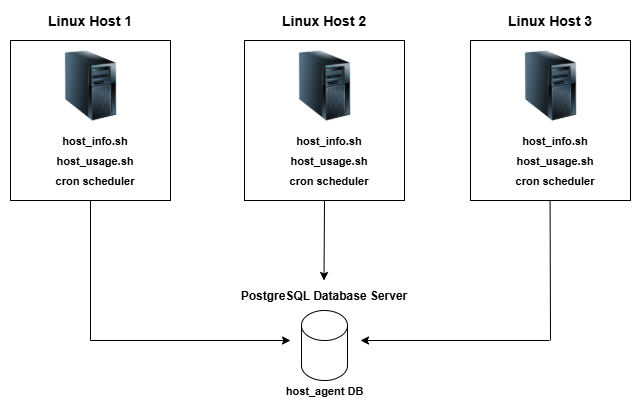 Linux Host 1
Linux Host 2
Linux Host 3
host_info.sh
host_usage.sh
cron scheduler
host_info.sh
host_usage.sh
cron scheduler
host_info.sh
host_usage.sh
cron scheduler
PostgreSQL Database Server
host_agent DB